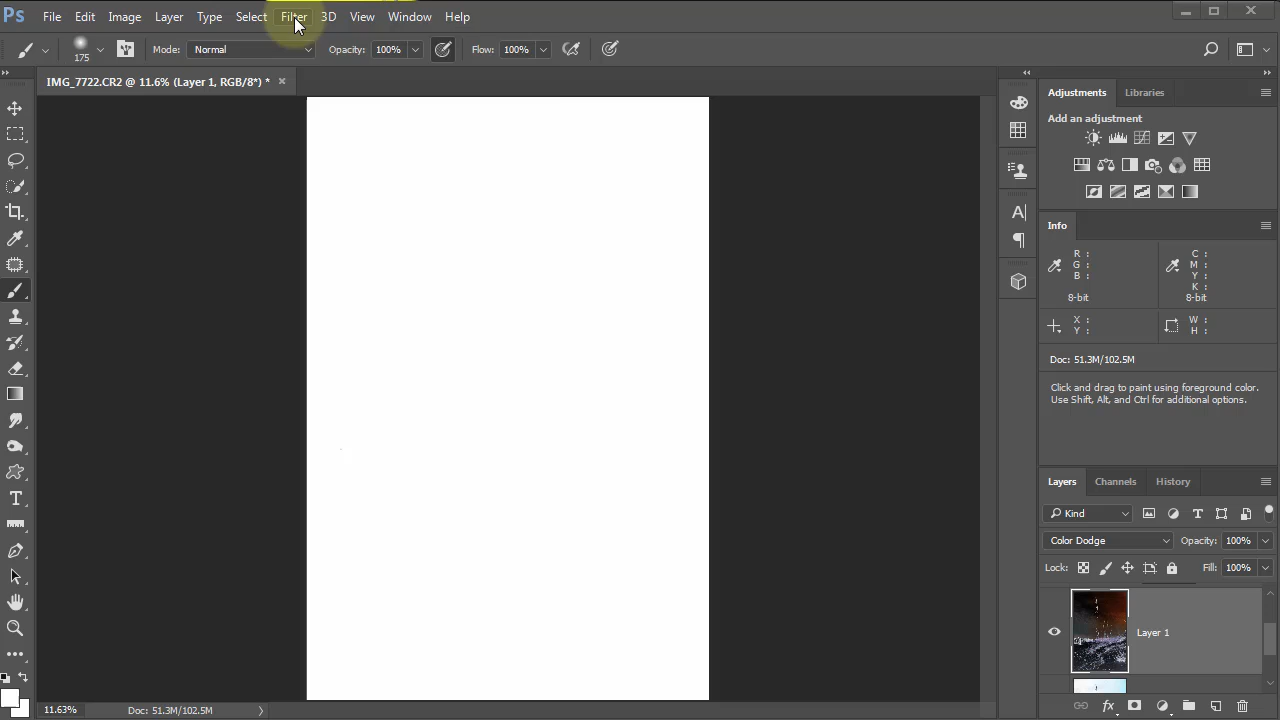 Ps File Edit Image Layer Type Select Filter 3D View Window Help
175 Mode: Normal Opacity: 100% Flow: 100%
IMG_7722.CR2 @ 11.6% (Layer 1, RGB/8*) *
Adjustments Libraries
Add an adjustment
Info
R : C :
G : M :
B : Y :
K :
8-bit 8-bit
X : W :
Y : H :
Doc: 51.3M/102.5M
Click and drag to paint using foreground color.
Use Shift, Alt, and Ctrl for additional options.
Layers Channels History
Kind
Color Dodge Opacity: 100%
Lock: Fill: 100%
Layer 1
fx
11.63% Doc: 51.3M/102.5M